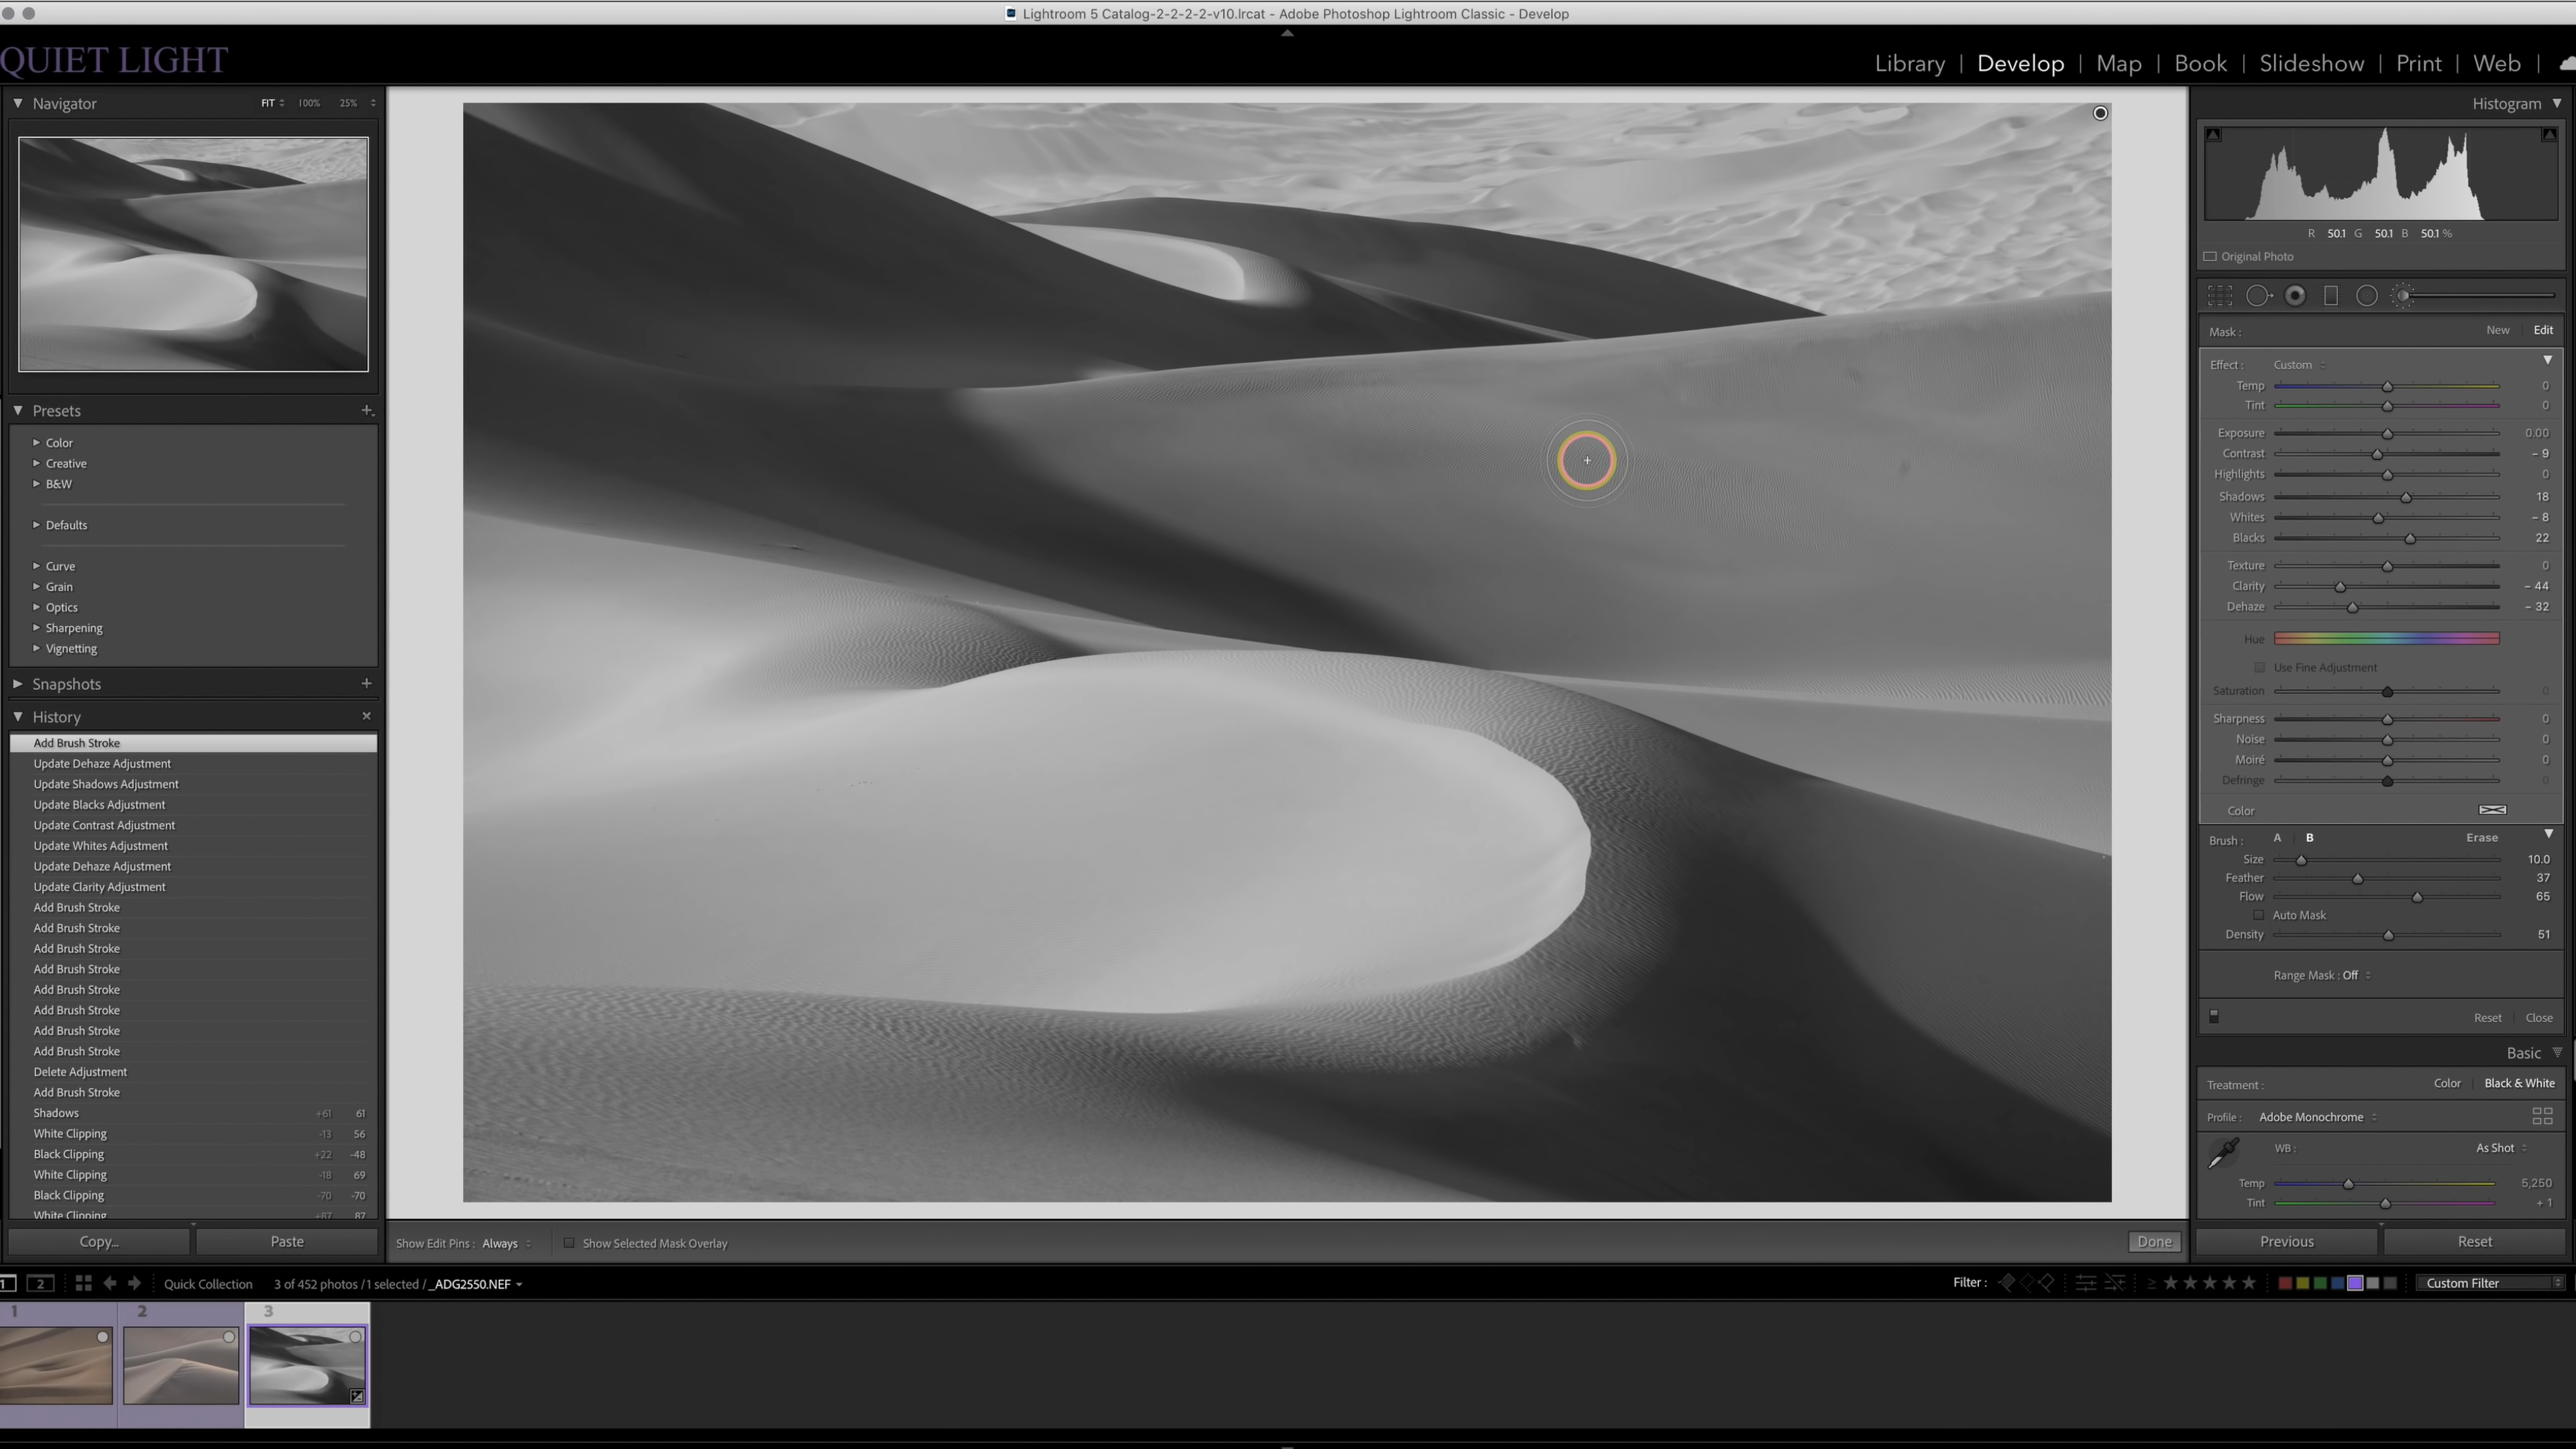 Lightroom 5 Catalog-2-2-2-2-v10.lrcat - Adobe Photoshop Lightroom Classic - Develop
QUIET LIGHT
Library | Develop | Map | Book | Slideshow | Print | Web |
Navigator FIT 100% 25%
Presets
Color
Creative
B&W
Defaults
Curve
Grain
Optics
Sharpening
Vignetting
Snapshots
History
Add Brush Stroke
Update Dehaze Adjustment
Update Shadows Adjustment
Update Blacks Adjustment
Update Contrast Adjustment
Update Whites Adjustment
Update Dehaze Adjustment
Update Clarity Adjustment
Add Brush Stroke
Add Brush Stroke
Add Brush Stroke
Add Brush Stroke
Add Brush Stroke
Add Brush Stroke
Add Brush Stroke
Add Brush Stroke
Delete Adjustment
Add Brush Stroke
Shadows +61 61
White Clipping -13 56
Black Clipping +22 -48
White Clipping -18 69
Black Clipping -70 -70
White Clipping +87 87
Copy... Paste
Show Edit Pins : Always Show Selected Mask Overlay Done
Histogram
R 50.1 G 50.1 B 50.1 %
Original Photo
Mask : New Edit
Effect : Custom
Temp 0
Tint 0
Exposure 0.00
Contrast - 9
Highlights 0
Shadows 18
Whites - 8
Blacks 22
Texture 0
Clarity - 44
Dehaze - 32
Hue
Use Fine Adjustment
Saturation 0
Sharpness 0
Noise 0
Moiré 0
Defringe 0
Color
Brush : A B Erase
Size 10.0
Feather 37
Flow 65
Auto Mask
Density 51
Range Mask : Off
Reset Close
Basic
Treatment : Color Black & White
Profile : Adobe Monochrome
WB : As Shot
Temp 5,250
Tint + 1
Previous Reset
1 2 Quick Collection 3 of 452 photos / 1 selected / _ADG2550.NEF Filter : ≥ Custom Filter
1 2 3